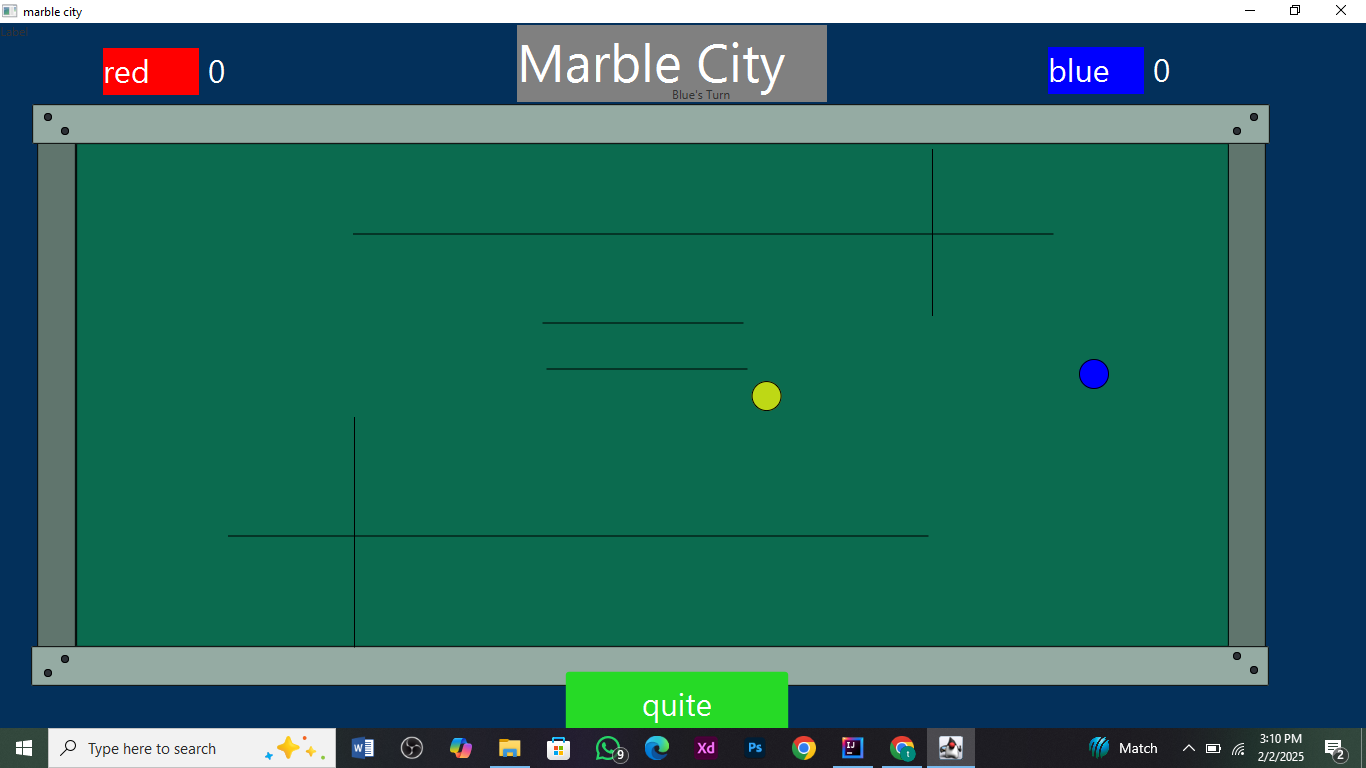 marble city
Label
red 0
Marble City
Blue's Turn
blue 0
quite
Type here to search
W
9
Xd
Ps
IJ
t
Match
3:10 PM
2/2/2025
2